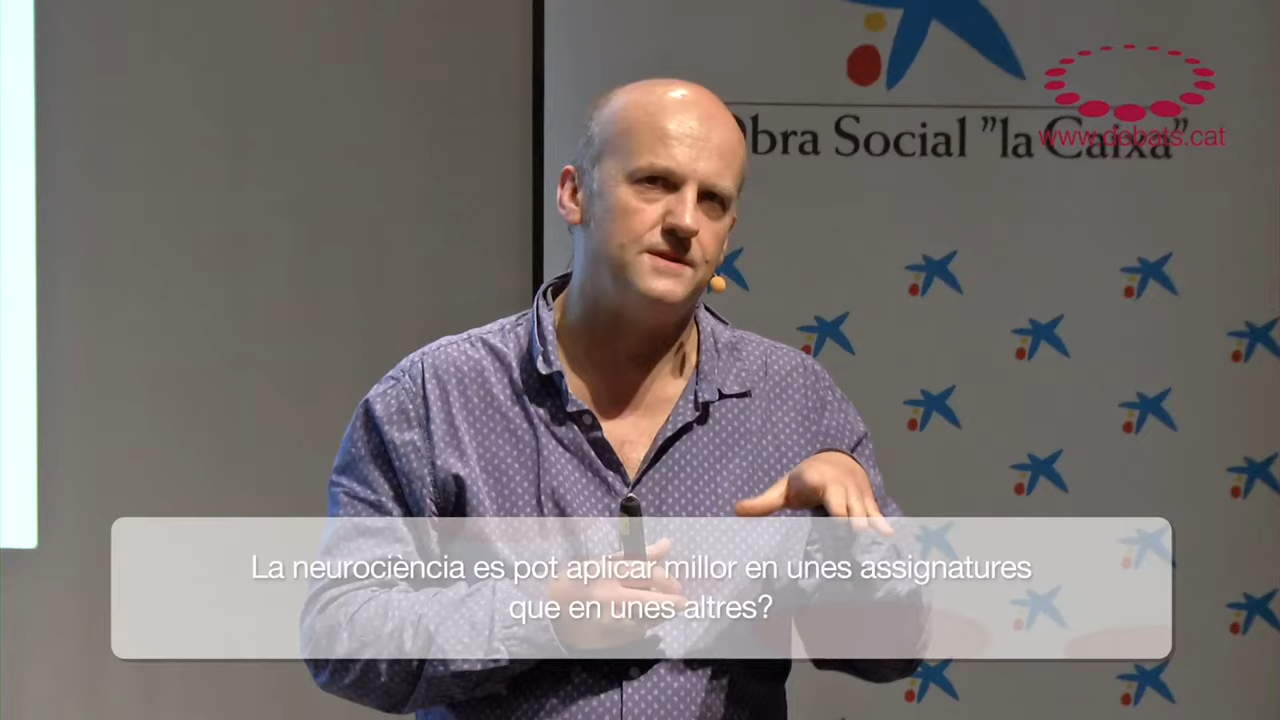 Obra Social "la Caixa"
www.debats.cat
La neurociència es pot aplicar millor en unes assignatures
que en unes altres?